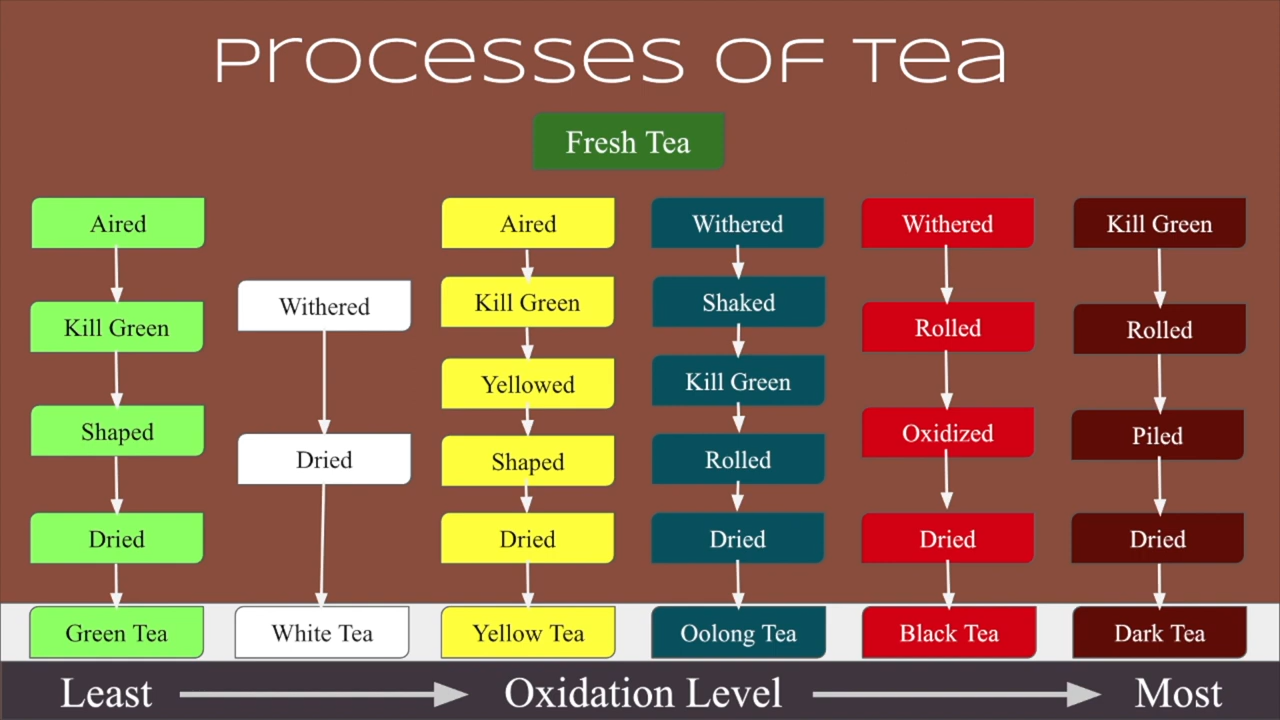 Processes of Tea
Fresh Tea
Aired
Kill Green
Shaped
Dried
Green Tea
Withered
Dried
White Tea
Aired
Kill Green
Yellowed
Shaped
Dried
Yellow Tea
Withered
Shaked
Kill Green
Rolled
Dried
Oolong Tea
Withered
Rolled
Oxidized
Dried
Black Tea
Kill Green
Rolled
Piled
Dried
Dark Tea
Least Oxidation Level Most